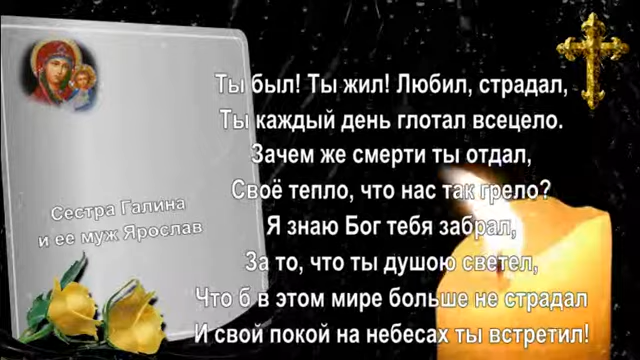 Ты был! Ты жил! Любил, страдал,
Ты каждый день глотал всецело.
Зачем же смерти ты отдал,
Своё тепло, что нас так грело?
Я знаю Бог тебя забрал,
За то, что ты душою светел,
Что б в этом мире больше не страдал
И свой покой на небесах ты встретил!
Сестра Галина
и ее муж Ярослав